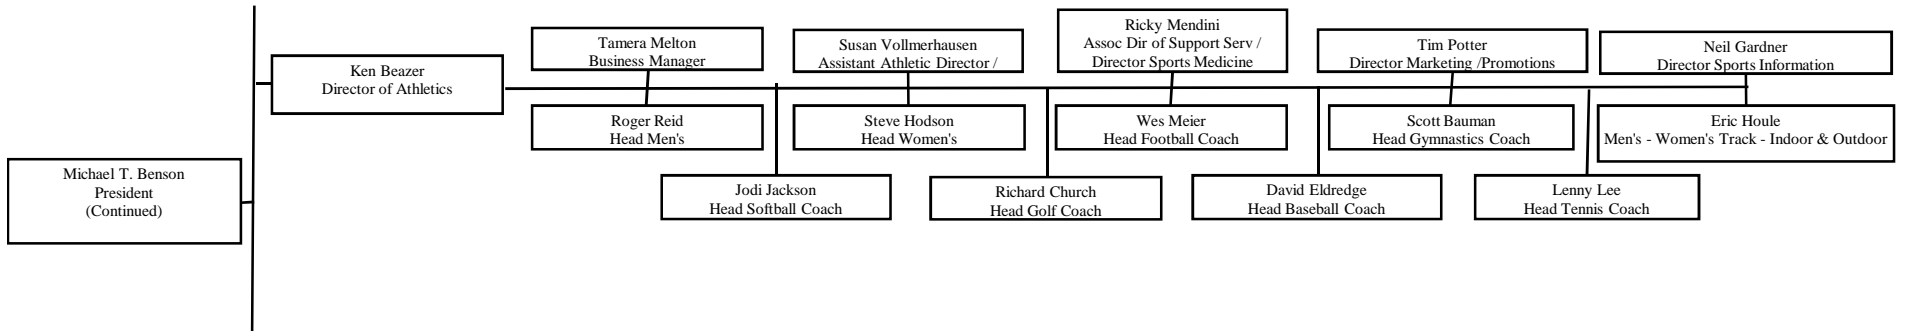 Ricky Mendini
Assoc Dir of Support Serv /
Director Sports Medicine
Tamera Melton
Business Manager
Susan Vollmerhausen
Assistant Athletic Director /
Tim Potter
Director Marketing /Promotions
Neil Gardner
Director Sports Information
Ken Beazer
Director of Athletics
Roger Reid
Head Men's
Steve Hodson
Head Women's
Wes Meier
Head Football Coach
Scott Bauman
Head Gymnastics Coach
Eric Houle
Men's - Women's Track - Indoor & Outdoor
Michael T. Benson
President
(Continued)
Jodi Jackson
Head Softball Coach
Richard Church
Head Golf Coach
David Eldredge
Head Baseball Coach
Lenny Lee
Head Tennis Coach